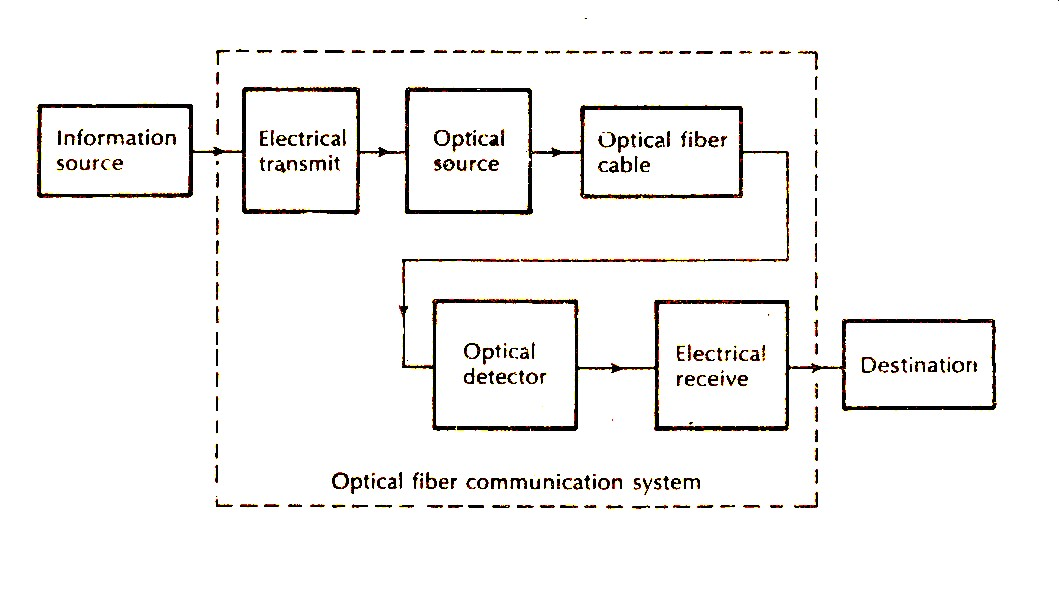 Information
source
Electrical
transmit
Optical
source
Optical fiber
cable
Optical
detector
Electrical
receive
Destination
Optical fiber communication system